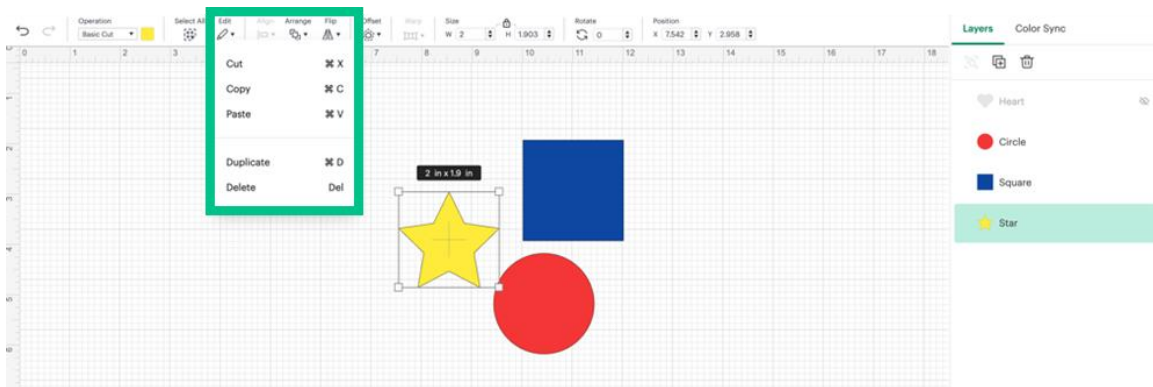 Operation
Basic Cut
Select All
Edit
Align
Arrange
Flip
Offset
Warp
Size
W 2
H 1.903
Rotate
0
Position
X 7.542
Y 2.958
Layers Color Sync
0 1 2 3 7 8 9 10 11 12 13 14 15 16 17 18
Cut ⌘ X
Copy ⌘ C
Paste ⌘ V
Duplicate ⌘ D
Delete Del
2 in x 1.9 in
Heart
Circle
Square
Star
1
2
3
4
5
6